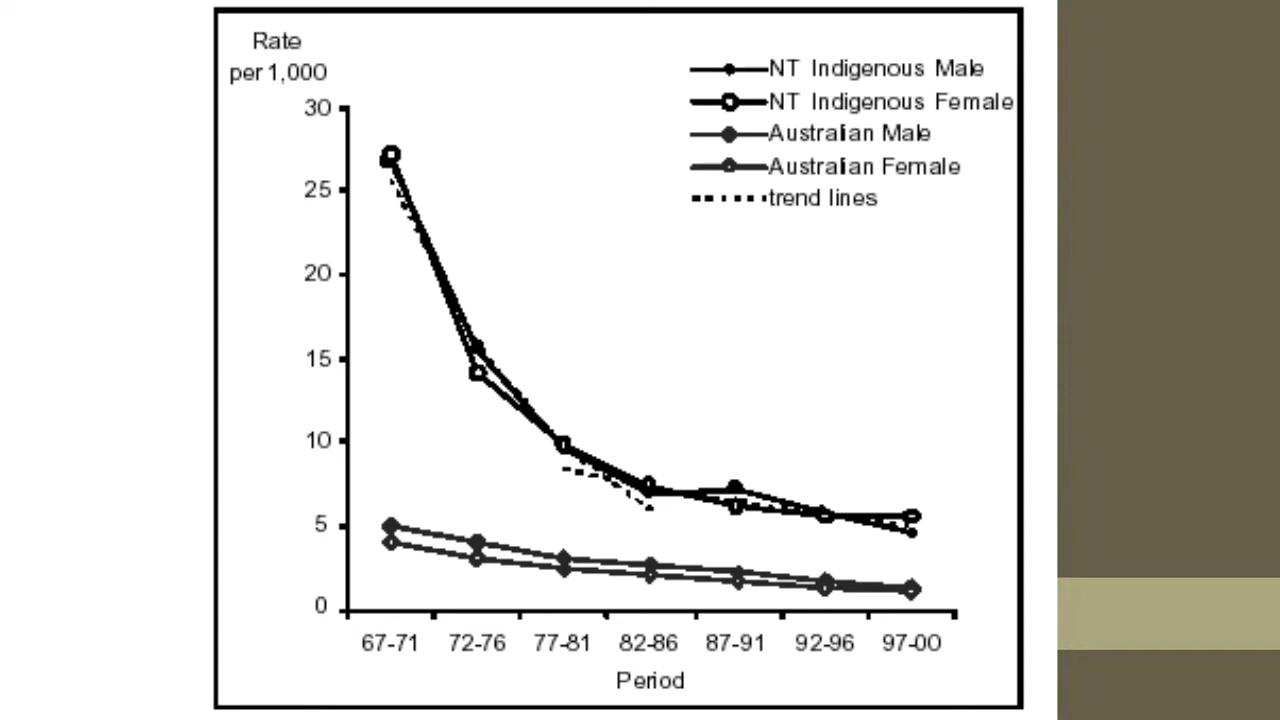 Rate
per 1,000
NT Indigenous Male
NT Indigenous Female
Australian Male
Australian Female
trend lines
30
25
20
15
10
5
0
67-71 72-76 77-81 82-86 87-91 92-96 97-00
Period